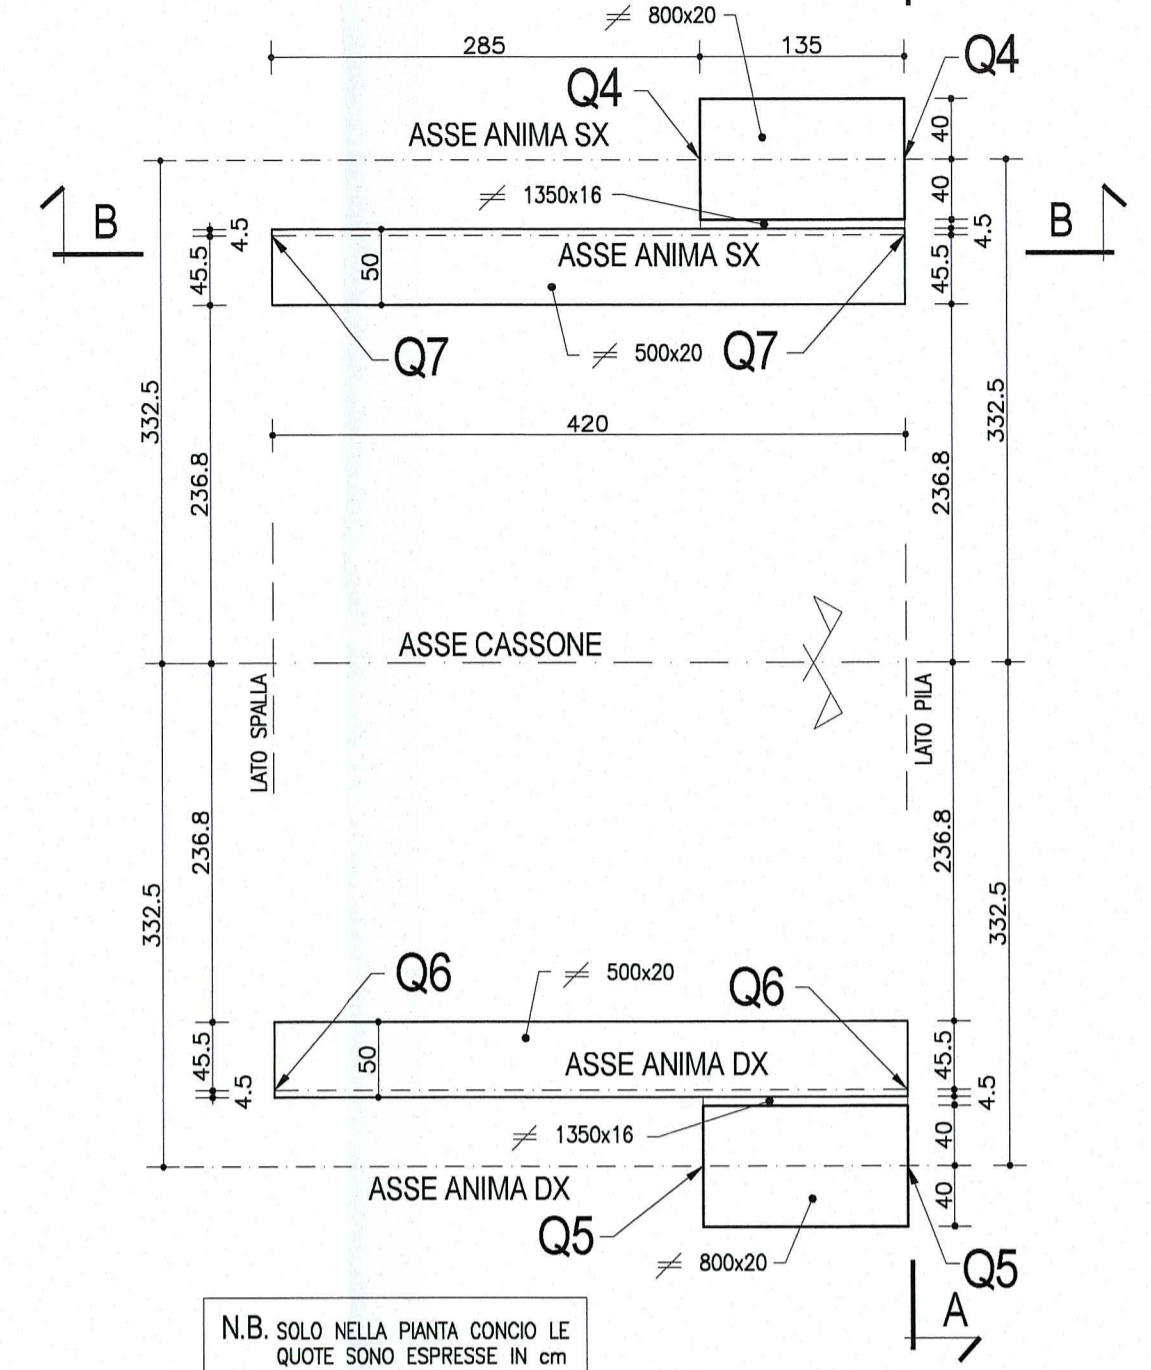 ≠ 800x20
285
135
Q4
Q4
ASSE ANIMA SX
40
40
≠ 1350x16
B
B
4.5
4.5
45.5
45.5
50
ASSE ANIMA SX
Q7
≠ 500x20
Q7
332.5
332.5
420
236.8
236.8
ASSE CASSONE
LATO SPALLA
LATO PILA
236.8
236.8
332.5
332.5
Q6
≠ 500x20
Q6
45.5
45.5
50
ASSE ANIMA DX
4.5
4.5
≠ 1350x16
40
40
ASSE ANIMA DX
Q5
≠ 800x20
Q5
A
N.B. SOLO NELLA PIANTA CONCIO LE
QUOTE SONO ESPRESSE IN cm